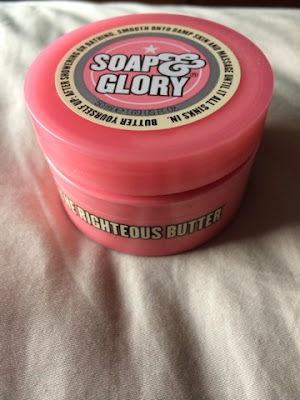 SOAP &
GLORY
BUTTER YOURSELF UP: AFTER SHOWERING OR BATHING, SMOOTH ONTO DAMP SKIN AND MASSAGE UNTIL IT ALL SINKS IN.
THE RIGHTEOUS BUTTER